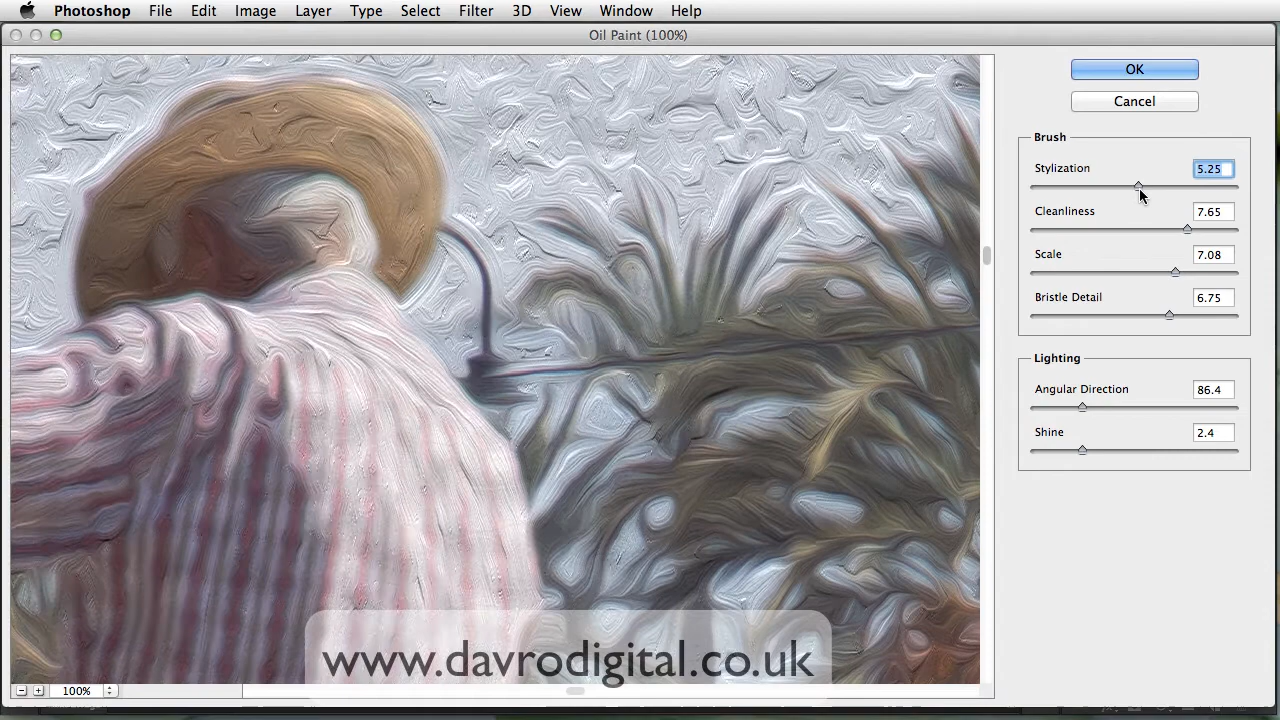 Photoshop File Edit Image Layer Type Select Filter 3D View Window Help
Oil Paint (100%)
OK
Cancel
Brush
Stylization 5.25
Cleanliness 7.65
Scale 7.08
Bristle Detail 6.75
Lighting
Angular Direction 86.4
Shine 2.4
www.davrodigital.co.uk
100%